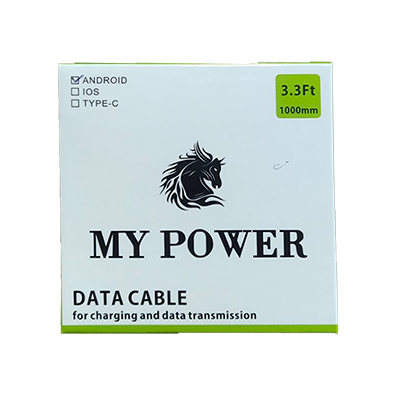 ANDROID
IOS
TYPE-C
3.3Ft
1000mm
MY POWER
DATA CABLE
for charging and data transmission